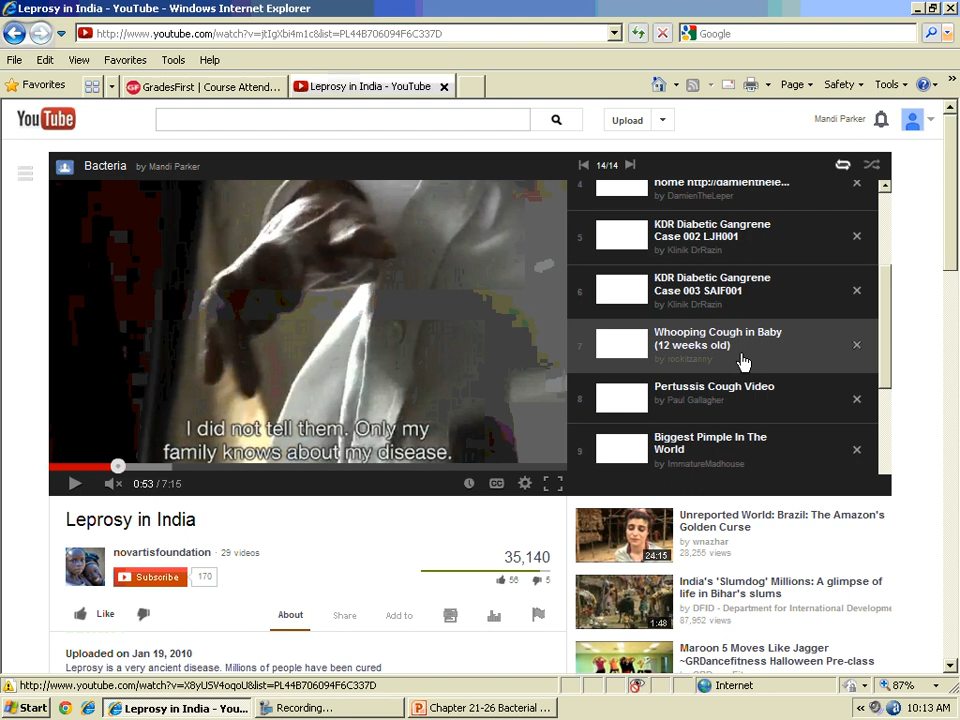 Leprosy in India - YouTube - Windows Internet Explorer
http://www.youtube.com/watch?v=jtIgXbi4m1c&list=PL44B706094F6C337D
Google
File Edit View Favorites Tools Help
Favorites
GradesFirst | Course Attend...
Leprosy in India - YouTube
Page
Safety
Tools
YouTube
Upload
Mandi Parker
Bacteria by Mandi Parker
14/14
4
home http://damienthele...
by DamienTheLeper
5
KDR Diabetic Gangrene
Case 002 LJH001
by Klinik DrRazin
6
KDR Diabetic Gangrene
Case 003 SAIF001
by Klinik DrRazin
7
Whooping Cough in Baby
(12 weeks old)
by rockitzanny
8
Pertussis Cough Video
by Paul Gallagher
9
Biggest Pimple In The
World
by ImmatureMadhouse
I did not tell them. Only my
family knows about my disease.
0:53 / 7:15
CC
Leprosy in India
novartisfoundation · 29 videos
Subscribe 170
35,140
56 5
Like
About Share Add to
Uploaded on Jan 19, 2010
Leprosy is a very ancient disease. Millions of people have been cured
Unreported World: Brazil: The Amazon's
Golden Curse
by wnazhar
28,255 views
24:15
India's 'Slumdog' Millions: A glimpse of
life in Bihar's slums
by DFID - Department for International Developme
87,952 views
1:48
Maroon 5 Moves Like Jagger
~GRDancefitness Halloween Pre-class
http://www.youtube.com/watch?v=X8yUSV4oqoU&list=PL44B706094F6C337D
Internet
87%
Start
Leprosy in India - You...
Recording...
Chapter 21-26 Bacterial ...
10:13 AM